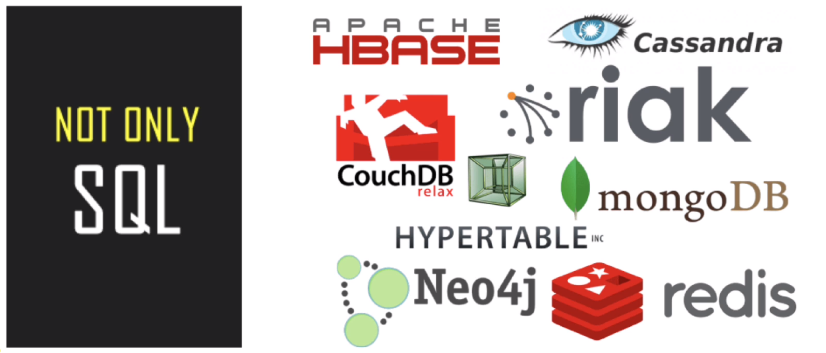 NOT ONLY
SQL
APACHE
HBASE
Cassandra
riak
CouchDB
relax
mongoDB
HYPERTABLE INC
Neo4j
redis